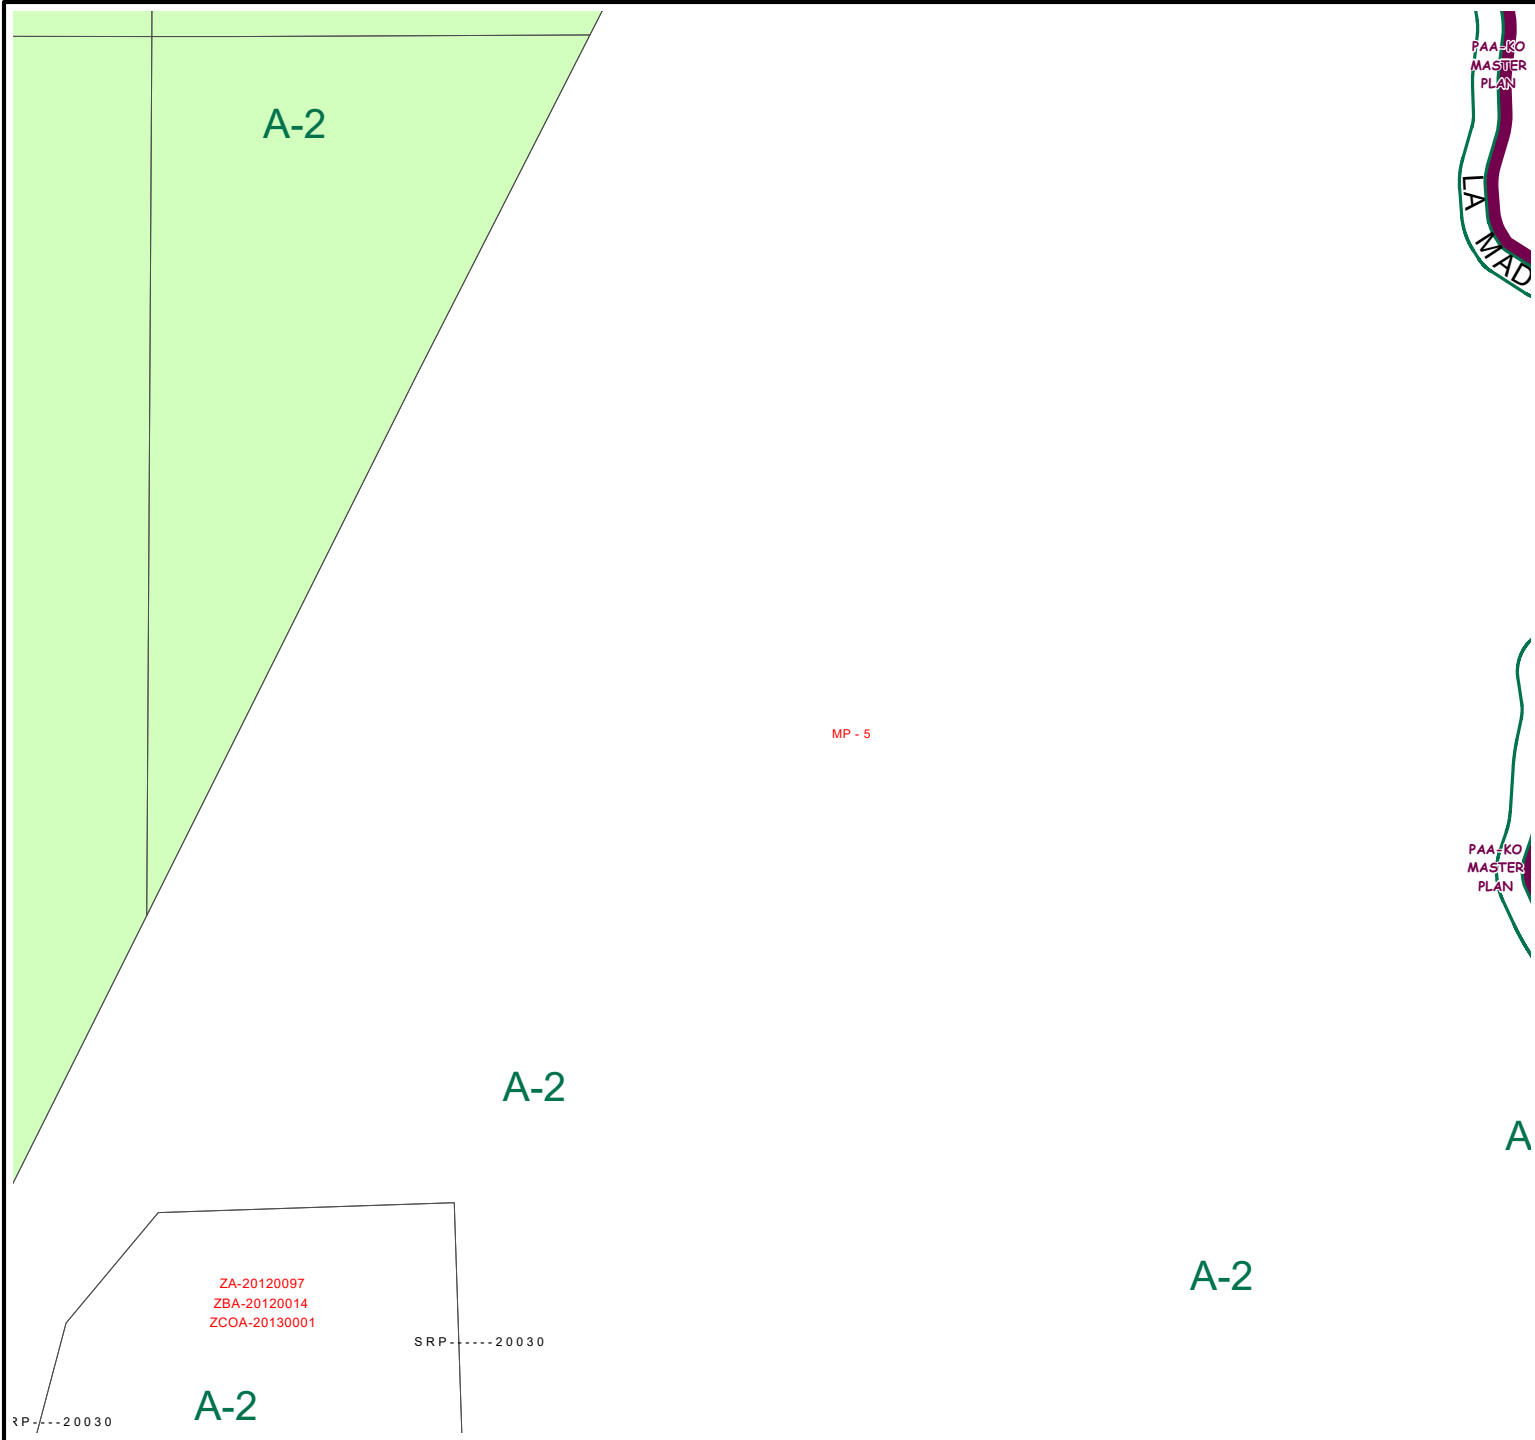 PAA-KO
MASTER
PLAN
A-2
LA MAD
MP - 5
PAA-KO
MASTER
PLAN
A-2
A
A-2
ZA-20120097
ZBA-20120014
ZCOA-20130001
SRP------20030
A-2
RP----20030